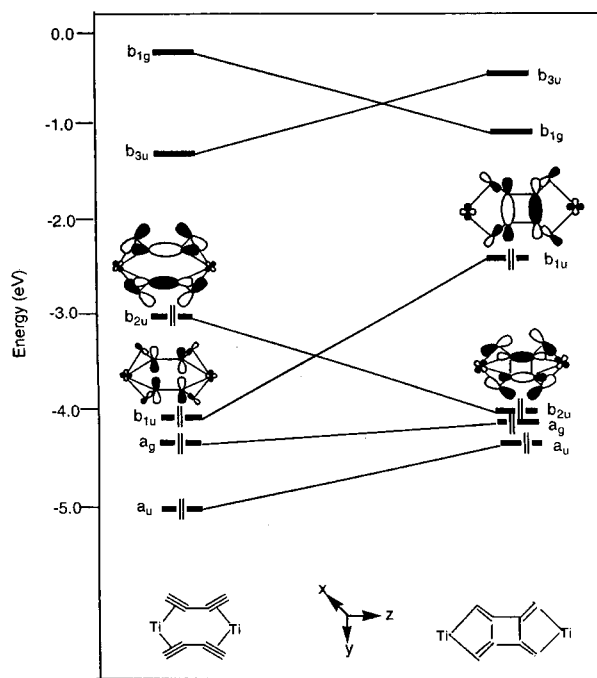 0.0
-1.0
-2.0
-3.0
-4.0
-5.0
Energy (eV)
b1g
b3u
b2u
b1u
ag
au
b3u
b1g
b1u
b2u
ag
au
Ti Ti
x
z
y
Ti Ti